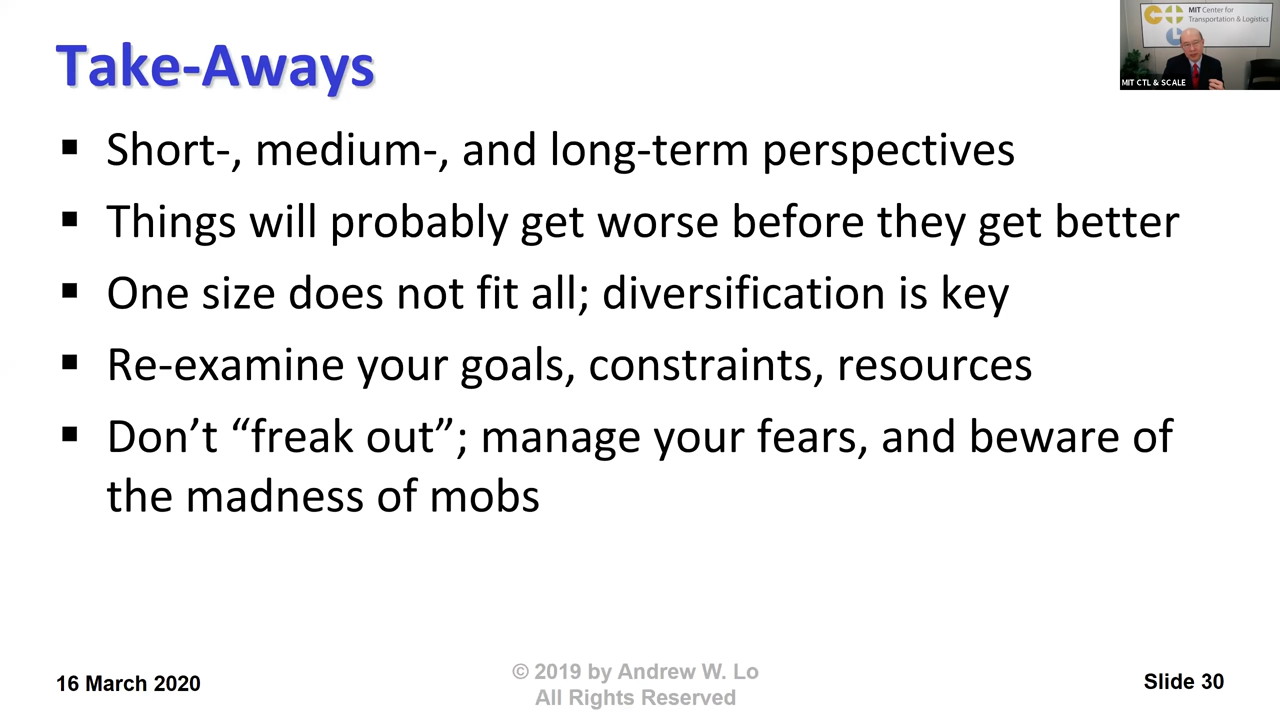 Take-Aways
MIT Center for
Transportation & Logistics
MIT CTL & SCALE
▪ Short-, medium-, and long-term perspectives
▪ Things will probably get worse before they get better
▪ One size does not fit all; diversification is key
▪ Re-examine your goals, constraints, resources
▪ Don’t “freak out”; manage your fears, and beware of
the madness of mobs
16 March 2020
© 2019 by Andrew W. Lo
All Rights Reserved
Slide 30